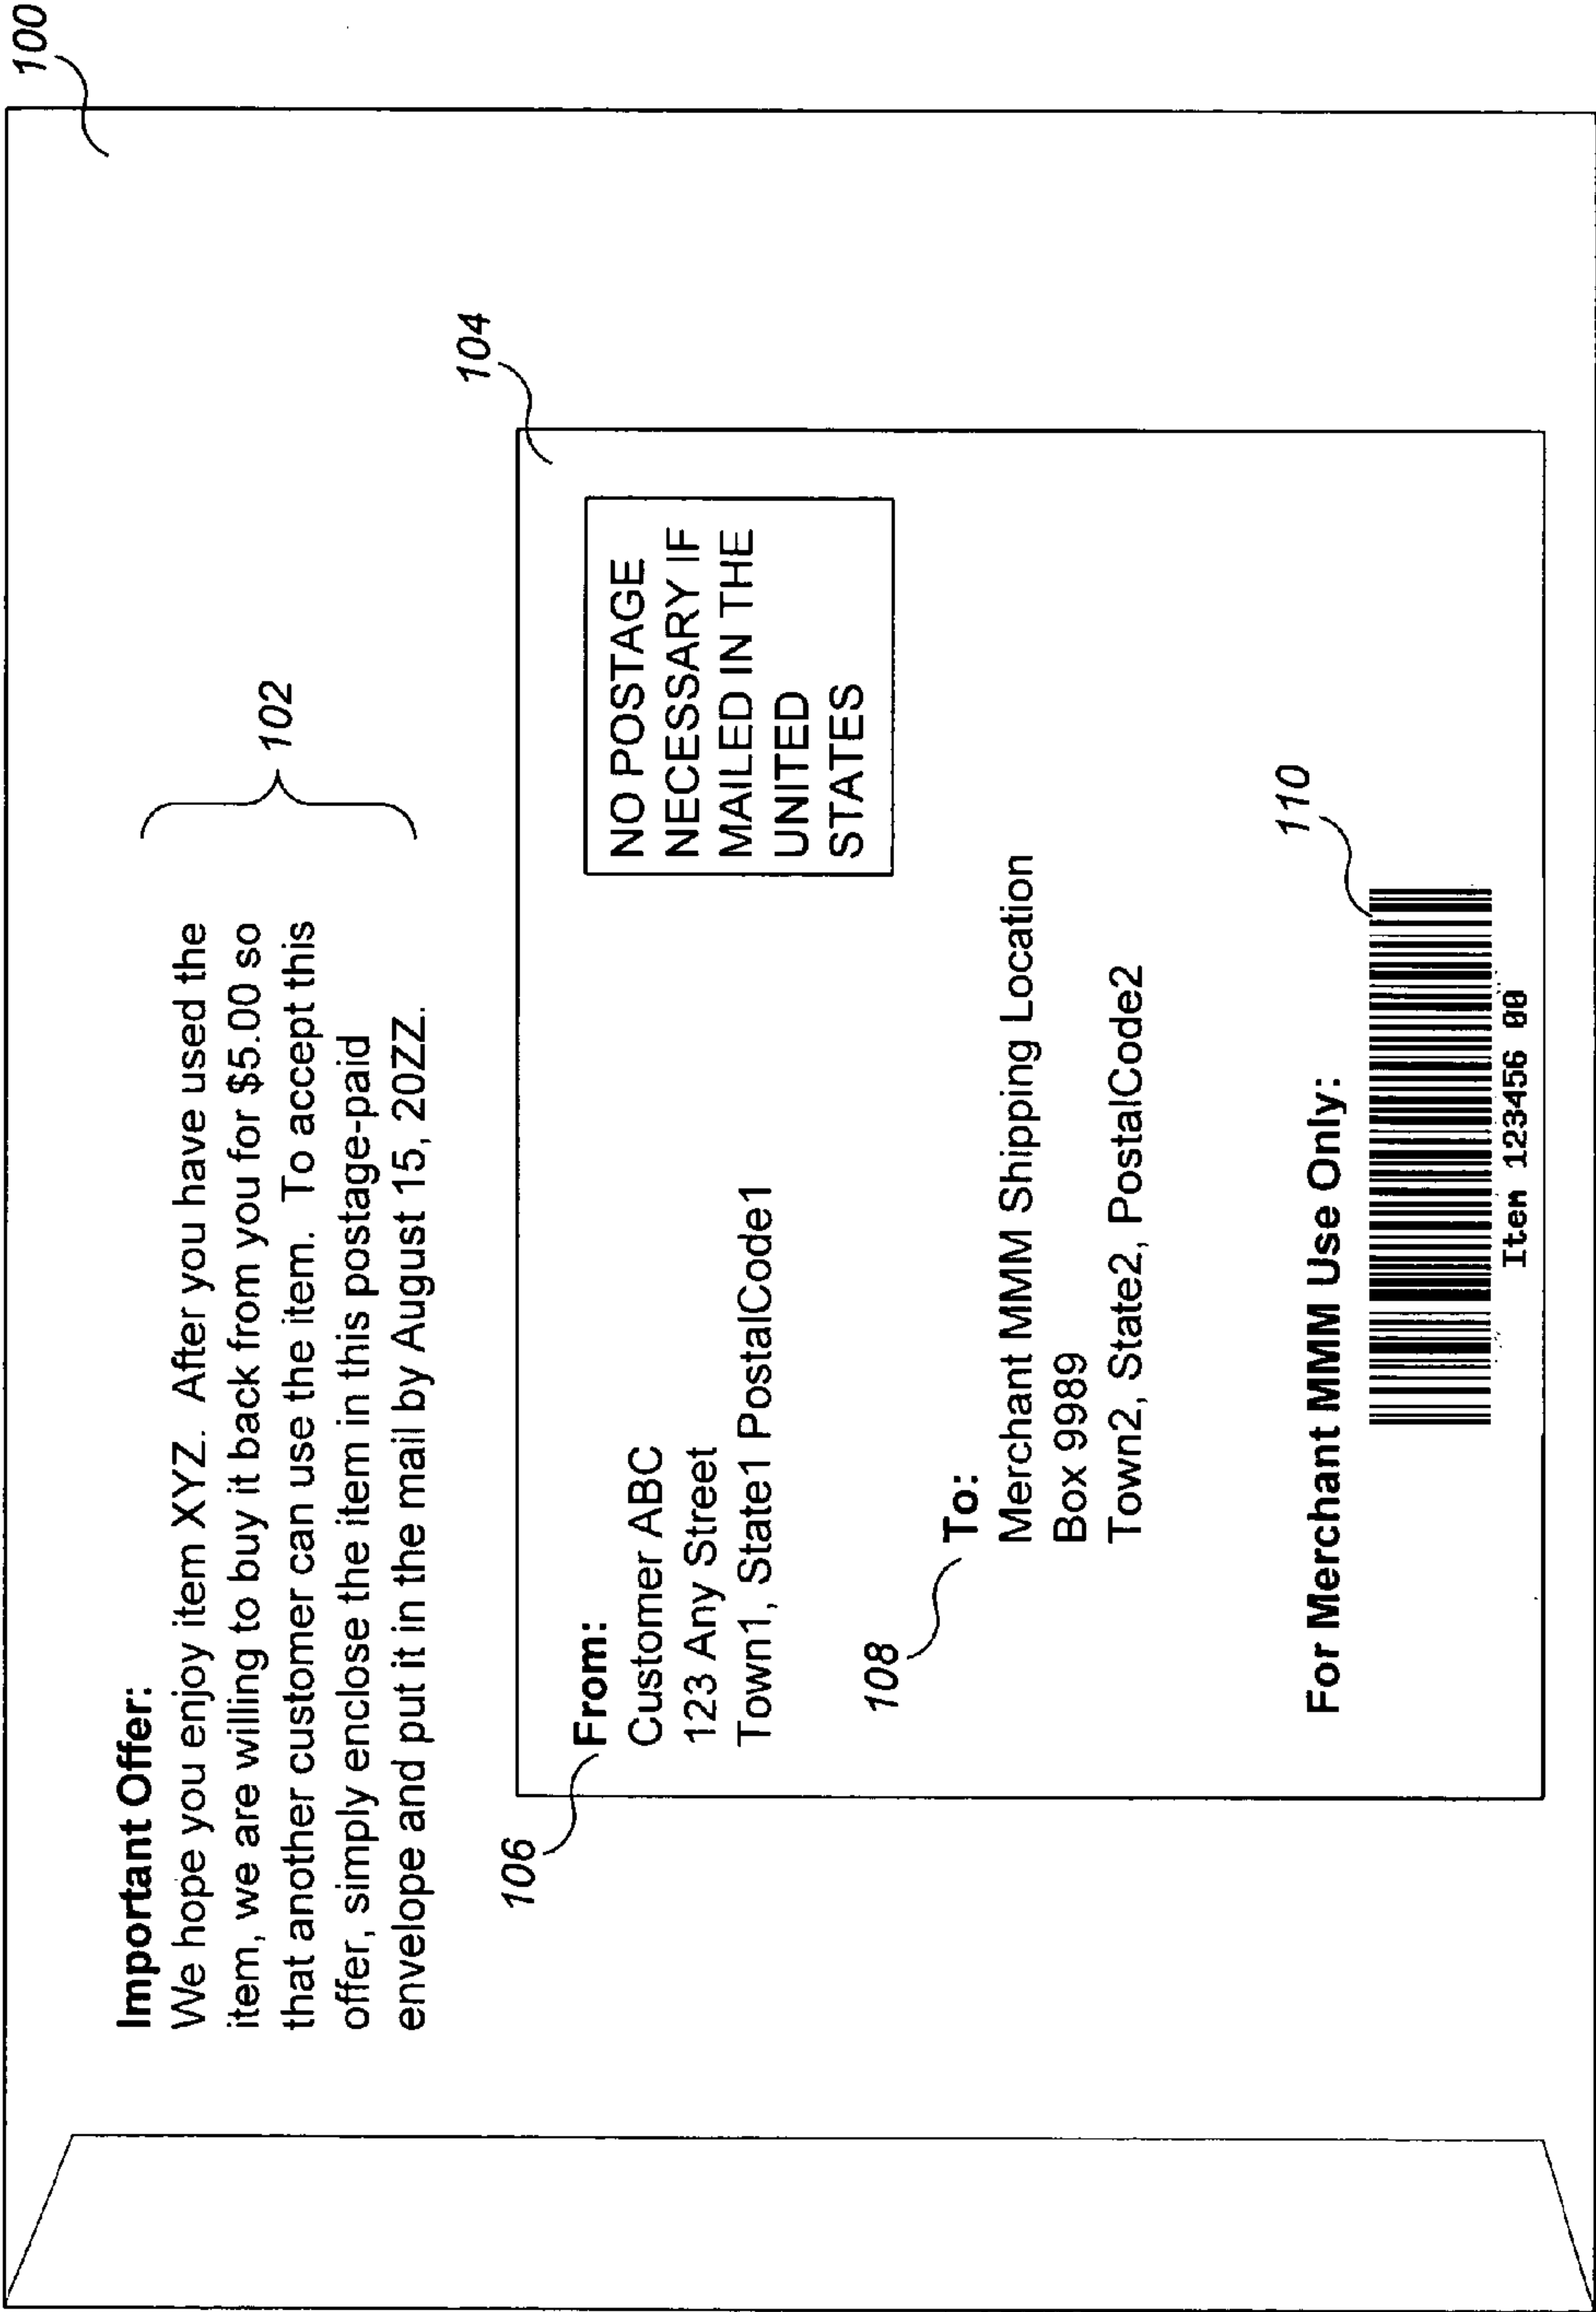 100
Important Offer:
We hope you enjoy item XYZ. After you have used the
item, we are willing to buy it back from you for $5.00 so
that another customer can use the item. To accept this
offer, simply enclose the item in this postage-paid
envelope and put it in the mail by August 15, 20ZZ.
102
104
NO POSTAGE
NECESSARY IF
MAILED IN THE
UNITED
STATES
106
From:
Customer ABC
123 Any Street
Town1, State1 PostalCode1
108
To:
Merchant MMM Shipping Location
Box 9989
Town2, State2, PostalCode2
For Merchant MMM Use Only:
110
Item 123456 00